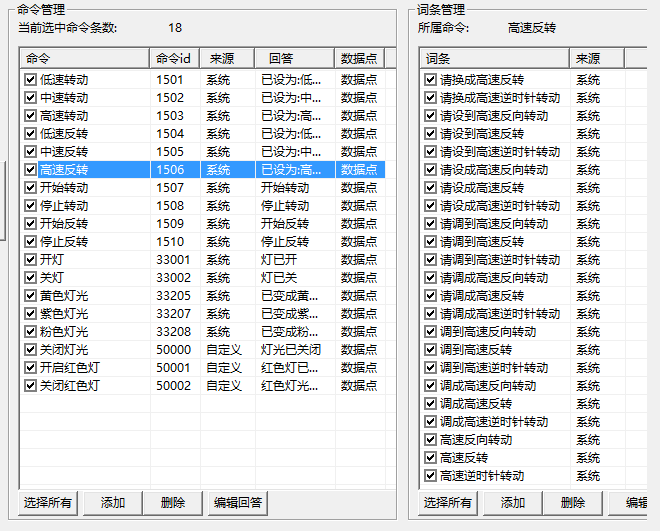 命令管理
当前选中命令条数: 18
命令 命令id 来源 回答 数据点
低速转动 1501 系统 已设为:低... 数据点
中速转动 1502 系统 已设为:中... 数据点
高速转动 1503 系统 已设为:高... 数据点
低速反转 1504 系统 已设为:低... 数据点
中速反转 1505 系统 已设为:中... 数据点
高速反转 1506 系统 已设为:高... 数据点
开始转动 1507 系统 开始转动 数据点
停止转动 1508 系统 停止转动 数据点
开始反转 1509 系统 开始反转 数据点
停止反转 1510 系统 停止反转 数据点
开灯 33001 系统 灯已开 数据点
关灯 33002 系统 灯已关 数据点
黄色灯光 33205 系统 已变成黄... 数据点
紫色灯光 33207 系统 已变成紫... 数据点
粉色灯光 33208 系统 已变成粉... 数据点
关闭灯光 50000 自定义 灯光已关闭 数据点
开启红色灯 50001 自定义 红色灯已... 数据点
关闭红色灯 50002 自定义 红色灯光... 数据点
选择所有 添加 删除 编辑回答
词条管理
所属命令: 高速反转
词条 来源
请换成高速反转 系统
请换成高速逆时针转动 系统
请设到高速反向转动 系统
请设到高速反转 系统
请设到高速逆时针转动 系统
请设成高速反向转动 系统
请设成高速反转 系统
请设成高速逆时针转动 系统
请调到高速反向转动 系统
请调到高速反转 系统
请调到高速逆时针转动 系统
请调成高速反向转动 系统
请调成高速反转 系统
请调成高速逆时针转动 系统
调到高速反向转动 系统
调到高速反转 系统
调到高速逆时针转动 系统
调成高速反向转动 系统
调成高速反转 系统
调成高速逆时针转动 系统
高速反向转动 系统
高速反转 系统
高速逆时针转动 系统
选择所有 添加 删除 编辑